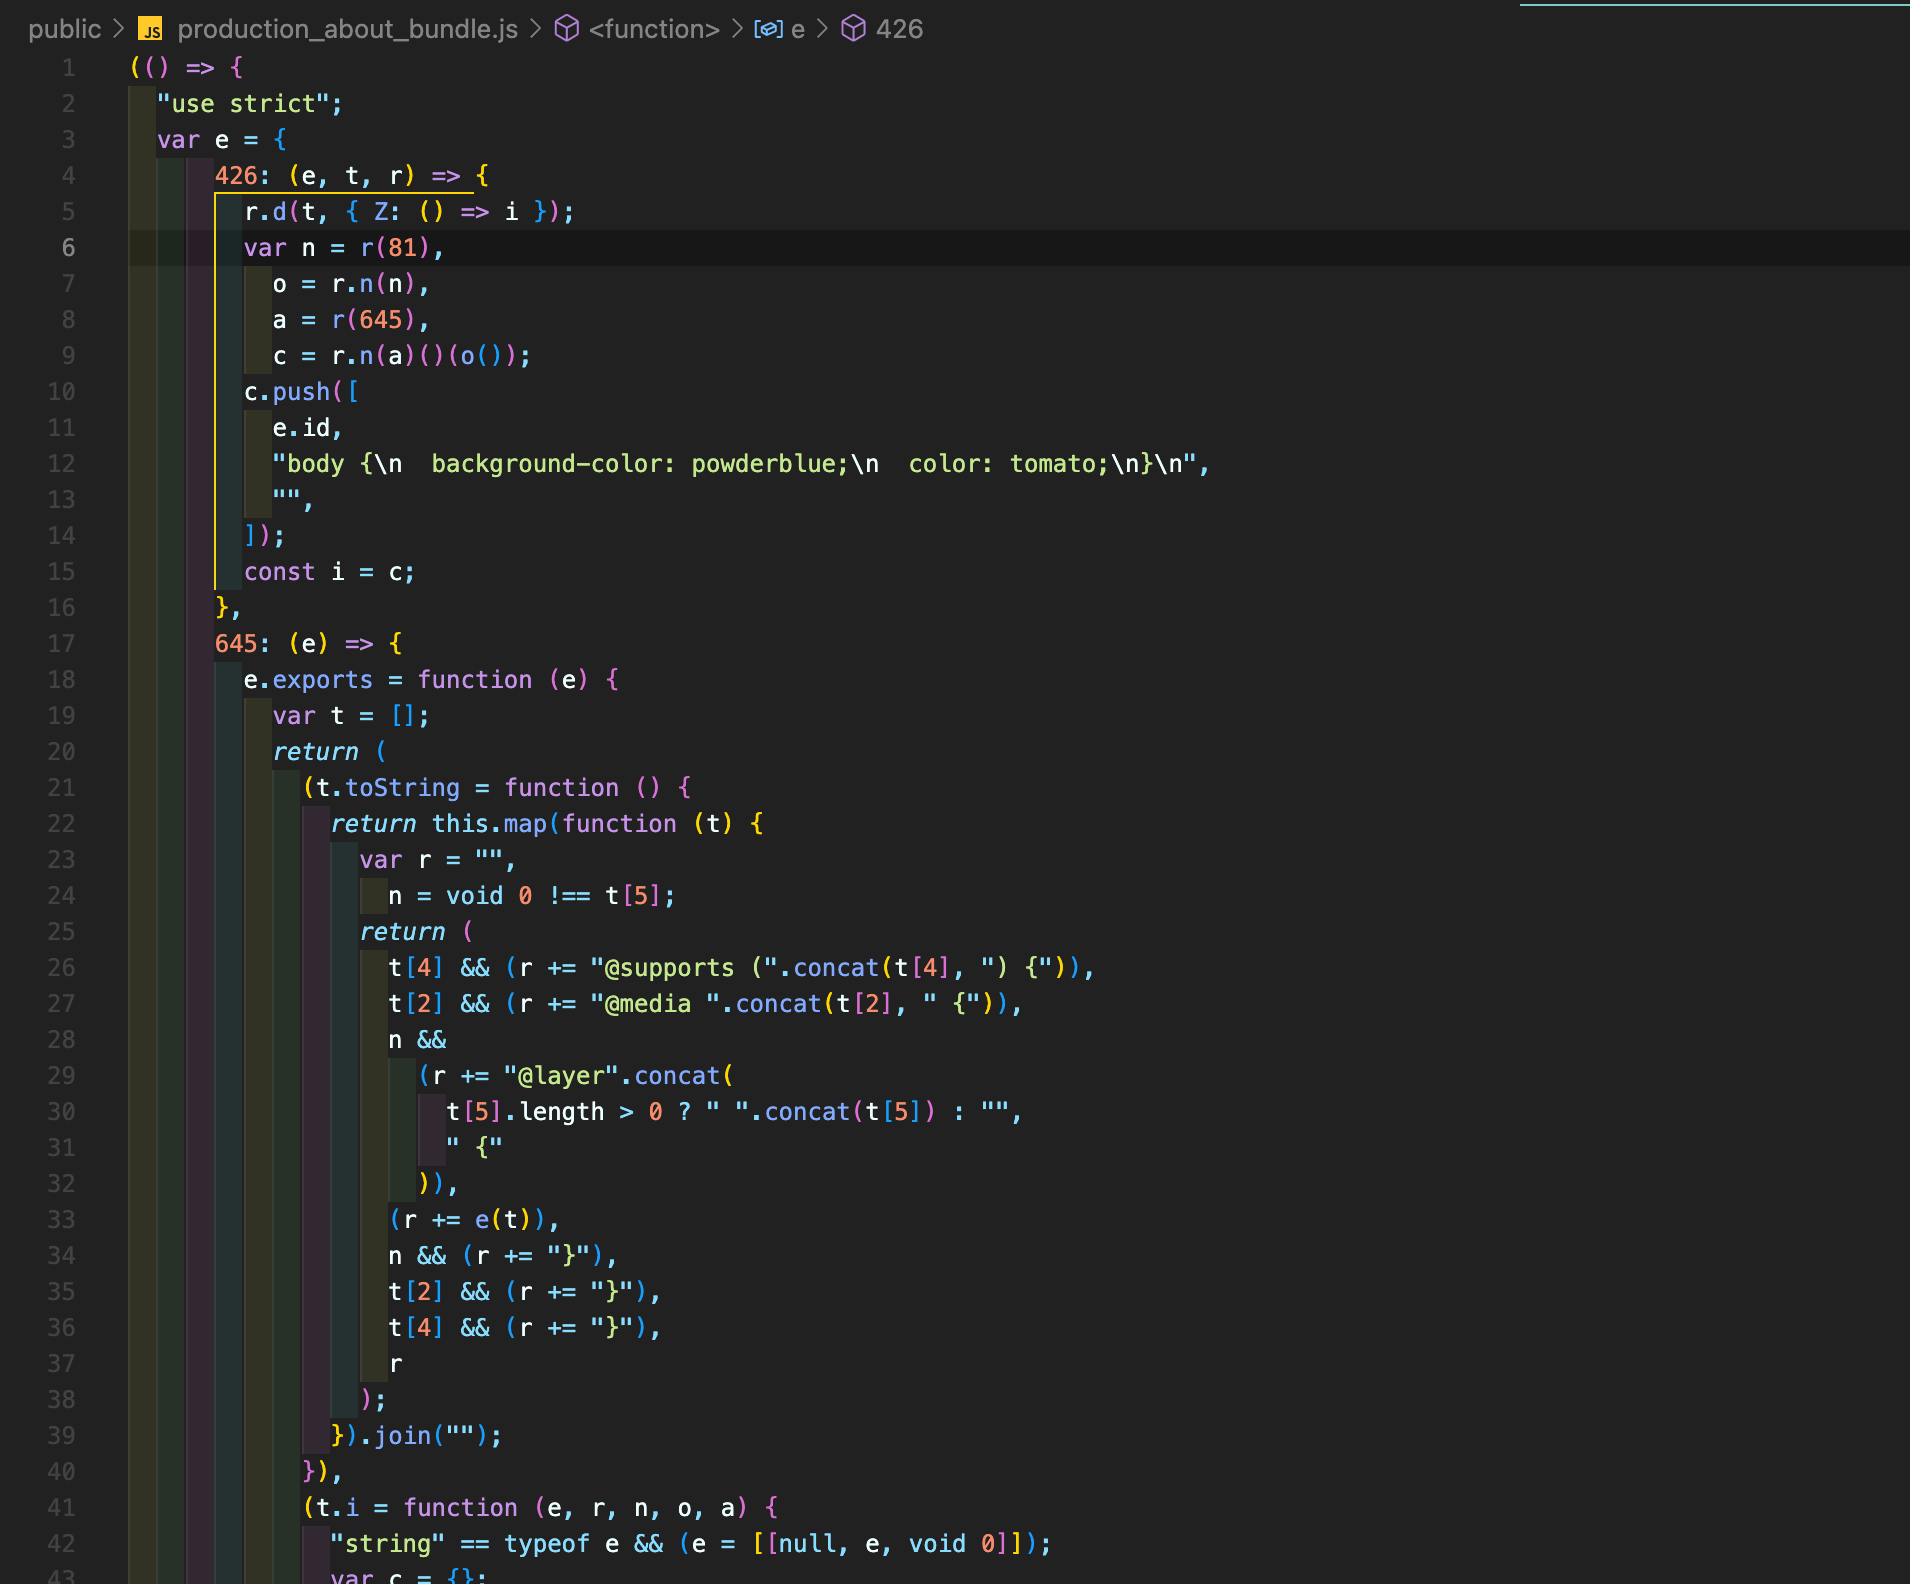 public > JS production_about_bundle.js > <function> > e > 426
1 (() => {
2 "use strict";
3 var e = {
4 426: (e, t, r) => {
5 r.d(t, { Z: () => i });
6 var n = r(81),
7 o = r.n(n),
8 a = r(645),
9 c = r.n(a)()(o());
10 c.push([
11 e.id,
12 "body {\n  background-color: powderblue;\n  color: tomato;\n}\n",
13 "",
14 ]);
15 const i = c;
16 },
17 645: (e) => {
18 e.exports = function (e) {
19 var t = [];
20 return (
21 (t.toString = function () {
22 return this.map(function (t) {
23 var r = "",
24 n = void 0 !== t[5];
25 return (
26 t[4] && (r += "@supports (".concat(t[4], ") {")),
27 t[2] && (r += "@media ".concat(t[2], " {")),
28 n &&
29 (r += "@layer".concat(
30 t[5].length > 0 ? " ".concat(t[5]) : "",
31 " {"
32 )),
33 (r += e(t)),
34 n && (r += "}"),
35 t[2] && (r += "}"),
36 t[4] && (r += "}"),
37 r
38 );
39 }).join("");
40 }),
41 (t.i = function (e, r, n, o, a) {
42 "string" == typeof e && (e = [[null, e, void 0]]);
43 var c = {};